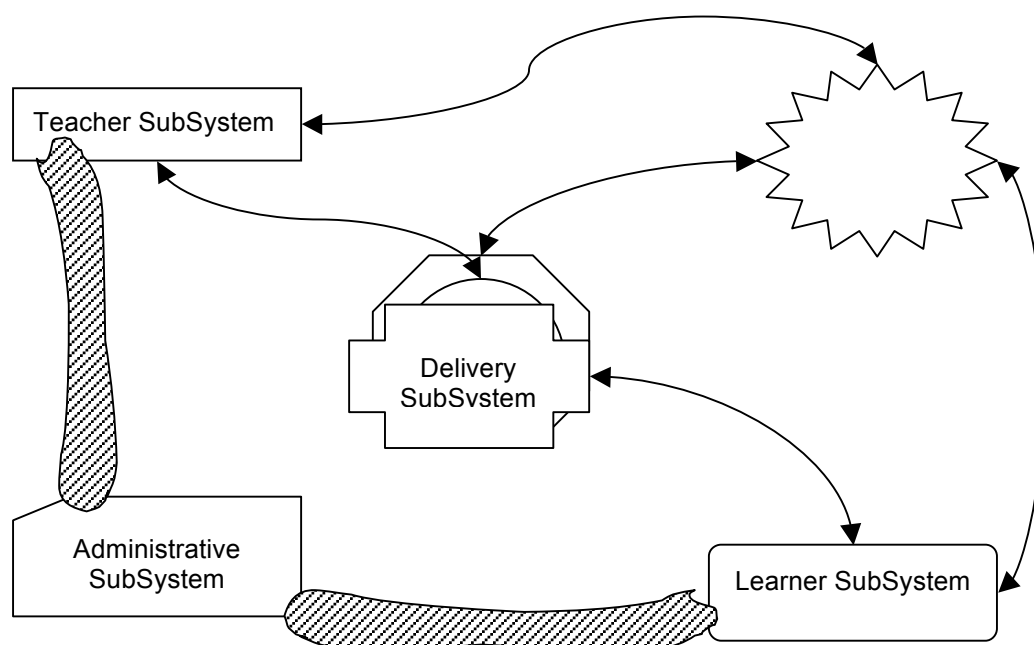 Teacher SubSystem
Delivery
SubSvstem
Administrative
SubSystem
Learner SubSystem